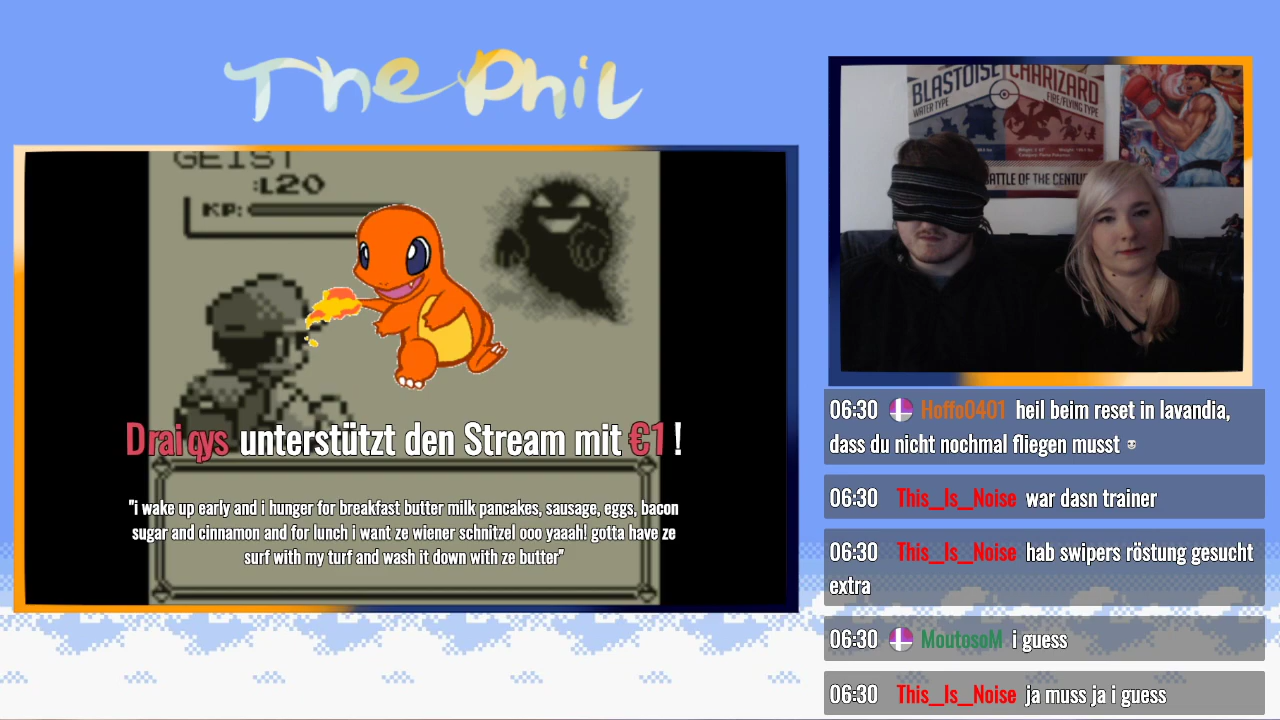 The Phil
GEIST
:L20
KP:
Draiqys unterstützt den Stream mit €1 !
"i wake up early and i hunger for breakfast butter milk pancakes, sausage, eggs, bacon
sugar and cinnamon and for lunch i want ze wiener schnitzel ooo yaaah! gotta have ze
surf with my turf and wash it down with ze butter"
BLASTOISE CHARIZARD
WATER TYPE
FIRE/FLYING TYPE
BATTLE OF THE CENTU
06:30 Hoffo0401 heil beim reset in lavandia,
dass du nicht nochmal fliegen musst
06:30 This_Is_Noise war dasn trainer
06:30 This_Is_Noise hab swipers röstung gesucht
extra
06:30 MoutosoM i guess
06:30 This_Is_Noise ja muss ja i guess